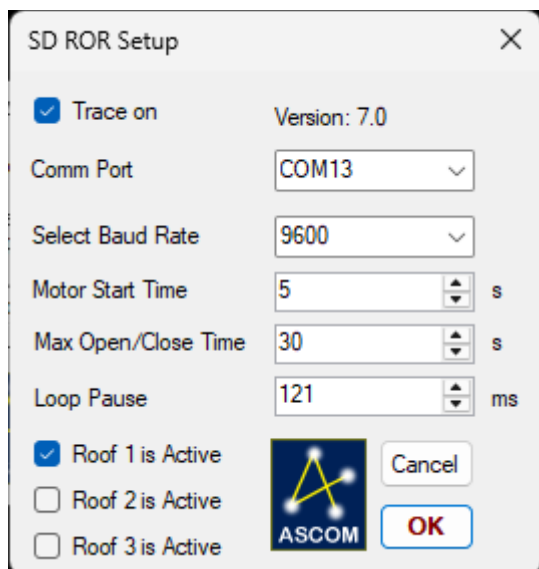 SD ROR Setup
Trace on
Version: 7.0
Comm Port
COM13
Select Baud Rate
9600
Motor Start Time
5
s
Max Open/Close Time
30
s
Loop Pause
121
ms
Roof 1 is Active
Roof 2 is Active
Roof 3 is Active
ASCOM
Cancel
OK